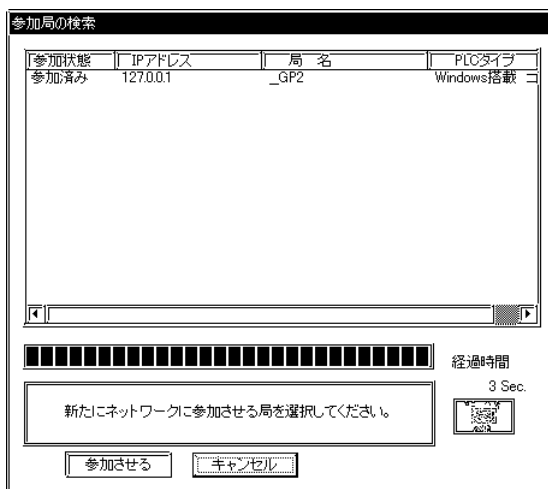 参加局の検索
参加状態 IPアドレス 局 名 PLCタイプ
参加済み 127.0.0.1 _GP2 Windows搭載 コ
経過時間
3 Sec.
新たにネットワークに参加させる局を選択してください。
参加させる キャンセル